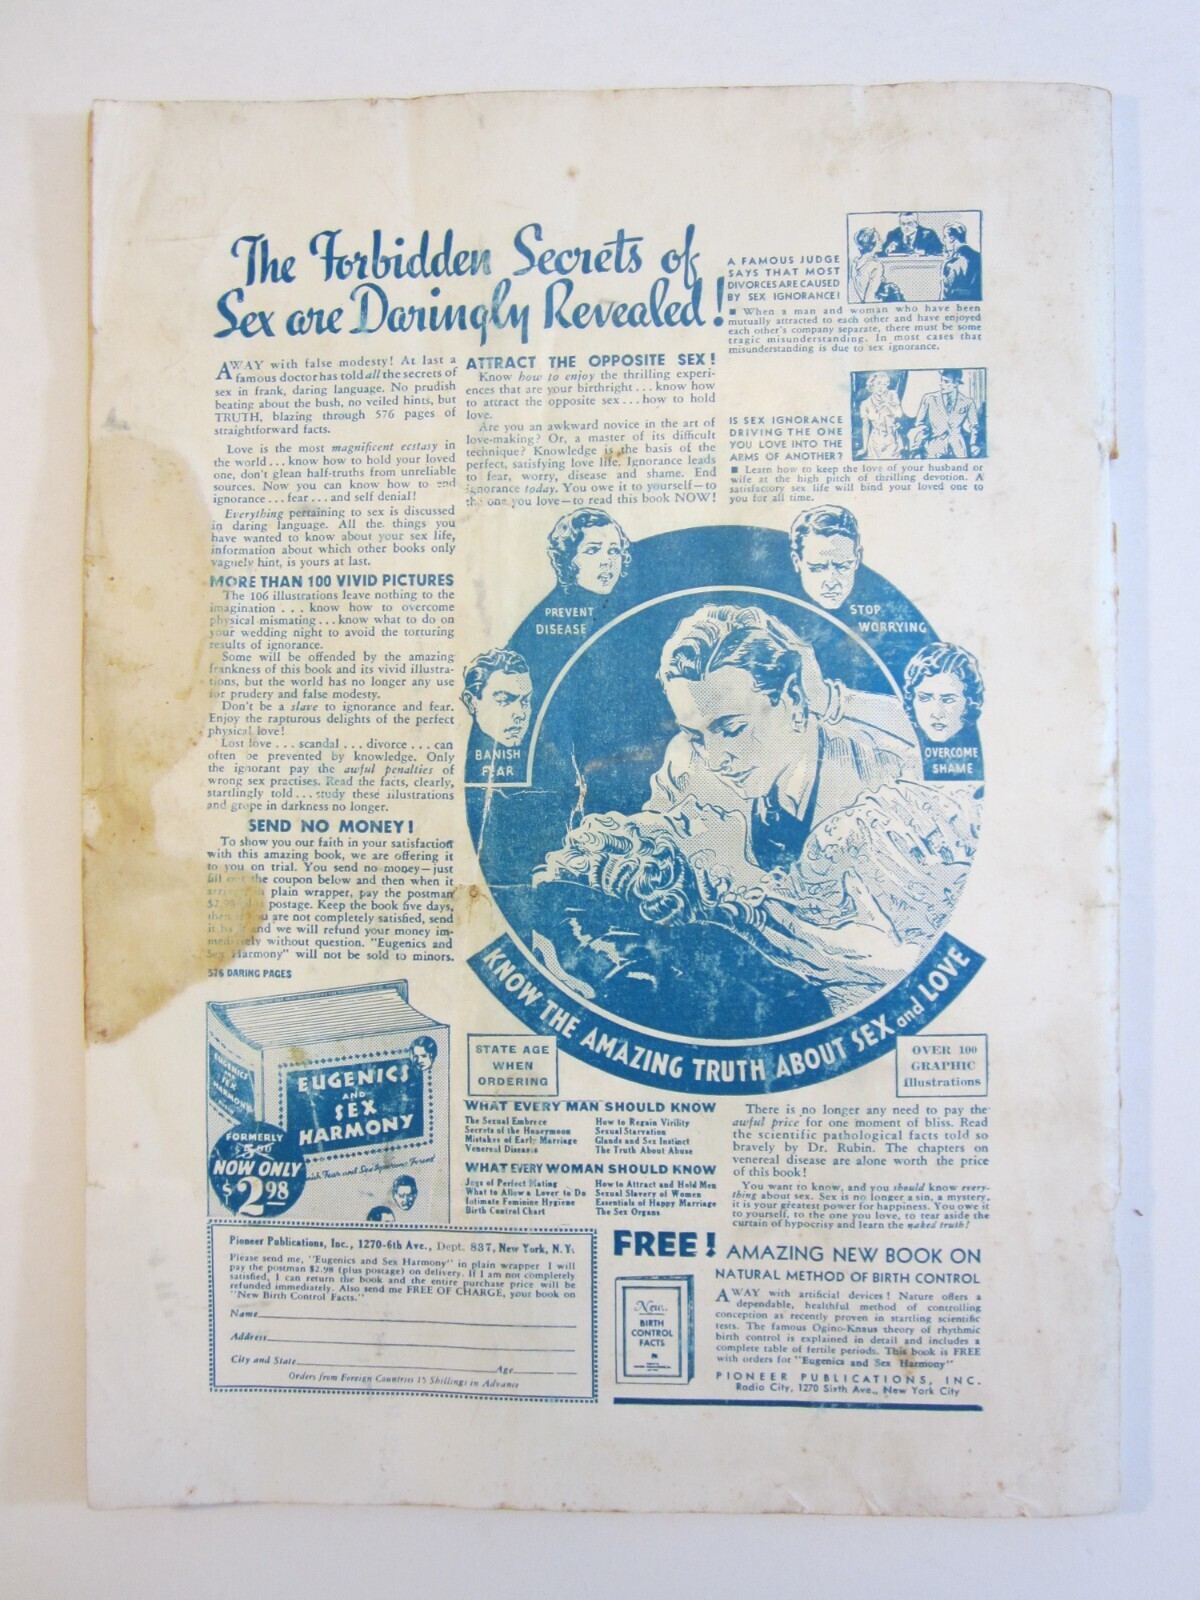 The Forbidden Secrets of
Sex are Daringly Revealed!
AWAY with false modesty! At last a
famous doctor has told all the secrets of
sex in frank, daring language. No prudish
beating about the bush, no veiled hints, but
TRUTH, blazing through 576 pages of
straightforward facts.
Love is the most magnificent ecstasy in
the world ... know how to hold your loved
one, don't glean half-truths from unreliable
sources. Now you can know how to end
ignorance ... fear ... and self denial!
Everything pertaining to sex is discussed
in daring language. All the things you
have wanted to know about your sex life,
information about which other books only
vaguely hint, is yours at last.
MORE THAN 100 VIVID PICTURES
The 106 illustrations leave nothing to the
imagination ... know how to overcome
physical mismating ... know what to do on
your wedding night to avoid the torturing
results of ignorance.
Some will be offended by the amazing
frankness of this book and its vivid illustra-
tions, but the world has no longer any use
for prudery and false modesty.
Don't be a slave to ignorance and fear.
Enjoy the rapturous delights of the perfect
physical love!
Lost love ... scandal ... divorce ... can
often be prevented by knowledge. Only
the ignorant pay the awful penalties of
wrong sex practises. Read the facts, clearly,
startlingly told ... study these illustrations
and grope in darkness no longer.
SEND NO MONEY!
To show you our faith in your satisfaction
with this amazing book, we are offering it
to you on trial. You send no money—just
fill out the coupon below and then when it
in plain wrapper, pay the postman
$2.98 plus postage. Keep the book five days,
then if you are not completely satisfied, send
it back and we will refund your money im-
mediately without question. "Eugenics and
Sex Harmony" will not be sold to minors.
576 DARING PAGES
EUGENICS
AND
SEX
HARMONY
EUGENICS
AND
SEX
HARMONY
FORMERLY
$5.00
NOW ONLY
$2.98
ATTRACT THE OPPOSITE SEX!
Know how to enjoy the thrilling experi-
ences that are your birthright ... know how
to attract the opposite sex ... how to hold
love.
Are you an awkward novice in the art of
love-making? Or, a master of its difficult
technique? Knowledge is the basis of the
perfect, satisfying love life. Ignorance leads
to fear, worry, disease and shame. End
ignorance today. You owe it to yourself—to
the one you love—to read this book NOW!
A FAMOUS JUDGE
SAYS THAT MOST
DIVORCES ARE CAUSED
BY SEX IGNORANCE!
■ When a man and woman who have been
mutually attracted to each other and have enjoyed
each other's company separate, there must be some
tragic misunderstanding. In most cases that
misunderstanding is due to sex ignorance.
IS SEX IGNORANCE
DRIVING THE ONE
YOU LOVE INTO THE
ARMS OF ANOTHER?
■ Learn how to keep the love of your husband or
wife at the high pitch of thrilling devotion. A
satisfactory sex life will bind your loved one to
you for all time.
PREVENT
DISEASE
STOP
WORRYING
BANISH
FEAR
OVERCOME
SHAME
KNOW THE AMAZING TRUTH ABOUT SEX and LOVE
STATE AGE
WHEN
ORDERING
OVER 100
GRAPHIC
Illustrations
WHAT EVERY MAN SHOULD KNOW
The Sexual Embrace
Secrets of the Honeymoon
Mistakes of Early Marriage
Venereal Diseases
How to Regain Virility
Sexual Starvation
Glands and Sex Instinct
The Truth About Abuse
WHAT EVERY WOMAN SHOULD KNOW
Joys of Perfect Mating
What to Allow a Lover to Do
Intimate Feminine Hygiene
Birth Control Chart
How to Attract and Hold Men
Sexual Slavery of Women
Essentials of Happy Marriage
The Sex Organs
There is no longer any need to pay the
awful price for one moment of bliss. Read
the scientific pathological facts told so
bravely by Dr. Rubin. The chapters on
venereal disease are alone worth the price
of this book!
You want to know, and you should know every-
thing about sex. Sex is no longer a sin, a mystery,
it is your greatest power for happiness. You owe it
to yourself, to the one you love, to tear aside the
curtain of hypocrisy and learn the naked truth!
Pioneer Publications, Inc., 1270-6th Ave., Dept. 837, New York, N.Y.
Please send me, "Eugenics and Sex Harmony" in plain wrapper I will
pay the postman $2.98 (plus postage) on delivery. If I am not completely
satisfied, I can return the book and the entire purchase price will be
refunded immediately. Also send me FREE OF CHARGE, your book on
"New Birth Control Facts."
Name
Address
City and State Age
Orders from Foreign Countries 15 Shillings in Advance
FREE! AMAZING NEW BOOK ON
NATURAL METHOD OF BIRTH CONTROL
New..
BIRTH
CONTROL
FACTS
AWAY with artificial devices! Nature offers a
dependable, healthful method of controlling
conception as recently proven in startling scientific
tests. The famous Ogino-Knaus theory of rhythmic
birth control is explained in detail and includes a
complete table of fertile periods. This book is FREE
with orders for "Eugenics and Sex Harmony"
PIONEER PUBLICATIONS, INC.
Radio City, 1270 Sixth Ave., New York City